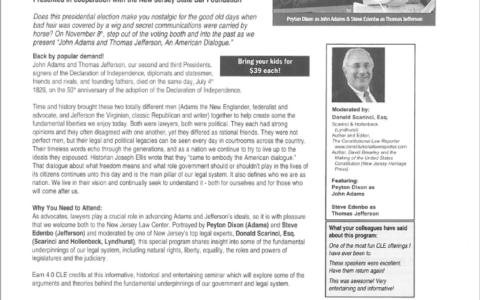 Presented in cooperation with the New Jersey State Bar Foundation
Does this presidential election make you nostalgic for the good old days when
bad hair was covered by a wig and secret communications were carried by
horse? On November 8th, step out of the voting booth and into the past as we
present "John Adams and Thomas Jefferson, An American Dialogue."
Back by popular demand!
John Adams and Thomas Jefferson, our second and third Presidents,
signers of the Declaration of Independence, diplomats and statesmen,
friends and rivals, and founding fathers, died on the same day, July 4th
1826, on the 50th anniversary of the adoption of the Declaration of Independence.
Bring your kids for
$39 each!
Time and history brought these two totally different men (Adams the New Englander, federalist and
advocate, and Jefferson the Virginian, classic Republican and writer) together to help create some the
fundamental liberties we enjoy today. Both were lawyers, both were political. They each had strong
opinions and they often disagreed with one another, yet they differed as rational friends. They were not
perfect men, but their legal and political legacies can be seen every day in courtrooms across the country.
Their timeless words echo through the generations, and as a nation we continue to try to live up to the
ideals they espoused. Historian Joseph Ellis wrote that they "came to embody the American dialogue."
That dialogue about what freedom means and what role government should or shouldn't play in the lives of
its citizens continues unto this day and is the main pillar of our legal system. It also defines who we are as
nation. We live in their vision and continually seek to understand it - both for ourselves and for those who
will come after us.
Why You Need to Attend:
As advocates, lawyers play a crucial role in advancing Adams and Jefferson's ideals, so it is with pleasure
that we welcome both to the New Jersey Law Center. Portrayed by Peyton Dixon (Adams) and Steve
Edenbo (Jefferson) and moderated by one of New Jersey's top legal experts, Donald Scarinci, Esq.
(Scarinci and Hollenbeck, Lyndhurst), this special program shares insight into some of the fundamental
underpinnings of our legal system, including natural rights, liberty, equality, the roles and powers of
legislatures and the judiciary.
Earn 4.0 CLE credits at this informative, historical and entertaining seminar which will explore some of the
arguments and theories behind the fundamental underpinnings of our government and legal system.
Peyton Dixon as John Adams & Steve Edenbo as Thomas Jefferson
Moderated by:
Donald Scarinci, Esq.
Scarinci & Hollenbeck
(Lyndhurst)
Author and Editor,
The Constitutional Law Reporter
Author, David Brearley and the
Making of the United States
Constitution (New Jersey Heritage
Press)
Featuring:
Peyton Dixon as
John Adams
Steve Edenbo as
Thomas Jefferson
What your colleagues have said
about this program:
One of the most fun CLE offerings I
have ever been to.
These speakers were excellent.
Have them return again!
This was awesome! Very
entertaining and informative!